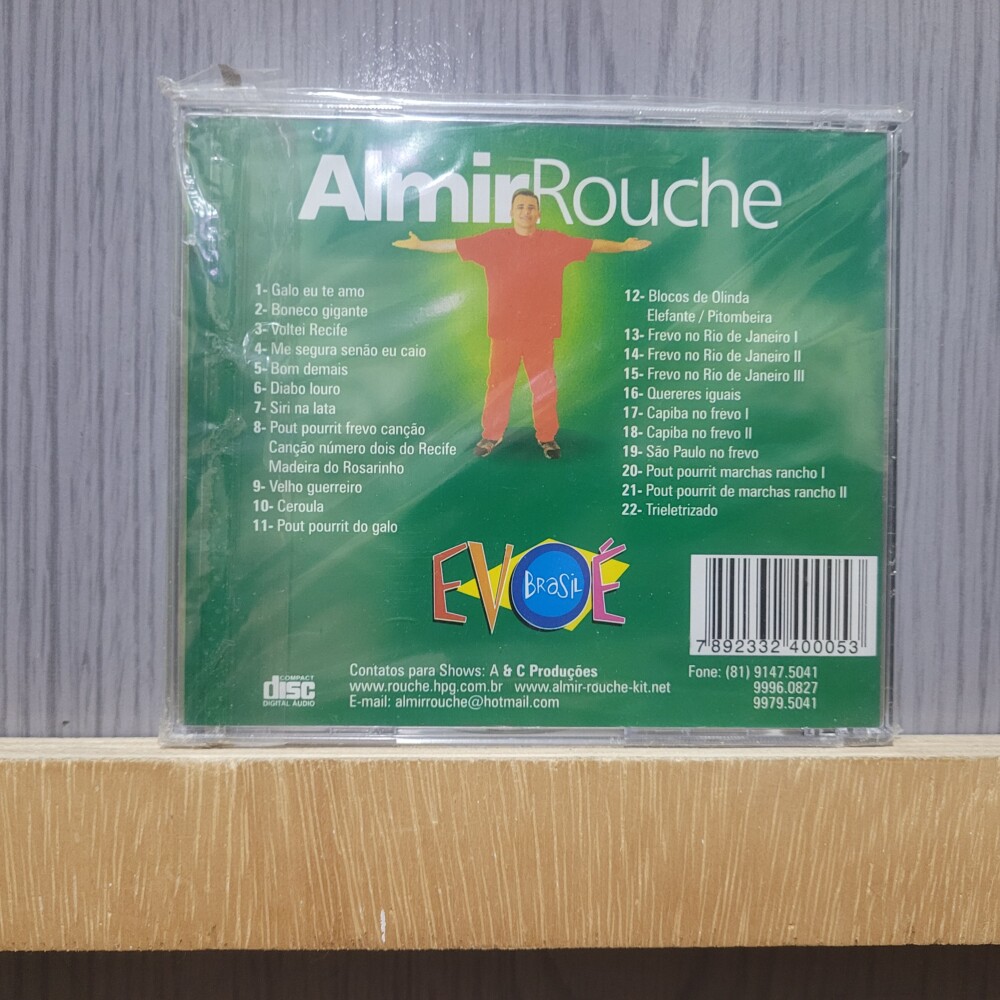 AlmirRouche
1- Galo eu te amo
2- Boneco gigante
3- Voltei Recife
4- Me segura senão eu caio
5- Bom demais
6- Diabo louro
7- Siri na lata
8- Pout pourrit frevo canção
Canção número dois do Recife
Madeira do Rosarinho
9- Velho guerreiro
10- Ceroula
11- Pout pourrit do galo
12- Blocos de Olinda
Elefante / Pitombeira
13- Frevo no Rio de Janeiro I
14- Frevo no Rio de Janeiro II
15- Frevo no Rio de Janeiro III
16- Quereres iguais
17- Capiba no frevo I
18- Capiba no frevo II
19- São Paulo no frevo
20- Pout pourrit marchas rancho I
21- Pout pourrit de marchas rancho II
22- Trieletrizado
EVOÉ
BRASIL
7 892332 400053
COMPACT
disc
DIGITAL AUDIO
Contatos para Shows: A & C Produções
www.rouche.hpg.com.br www.almir-rouche-kit.net
E-mail: almirrouche@hotmail.com
Fone: (81) 9147.5041
9996.0827
9979.5041